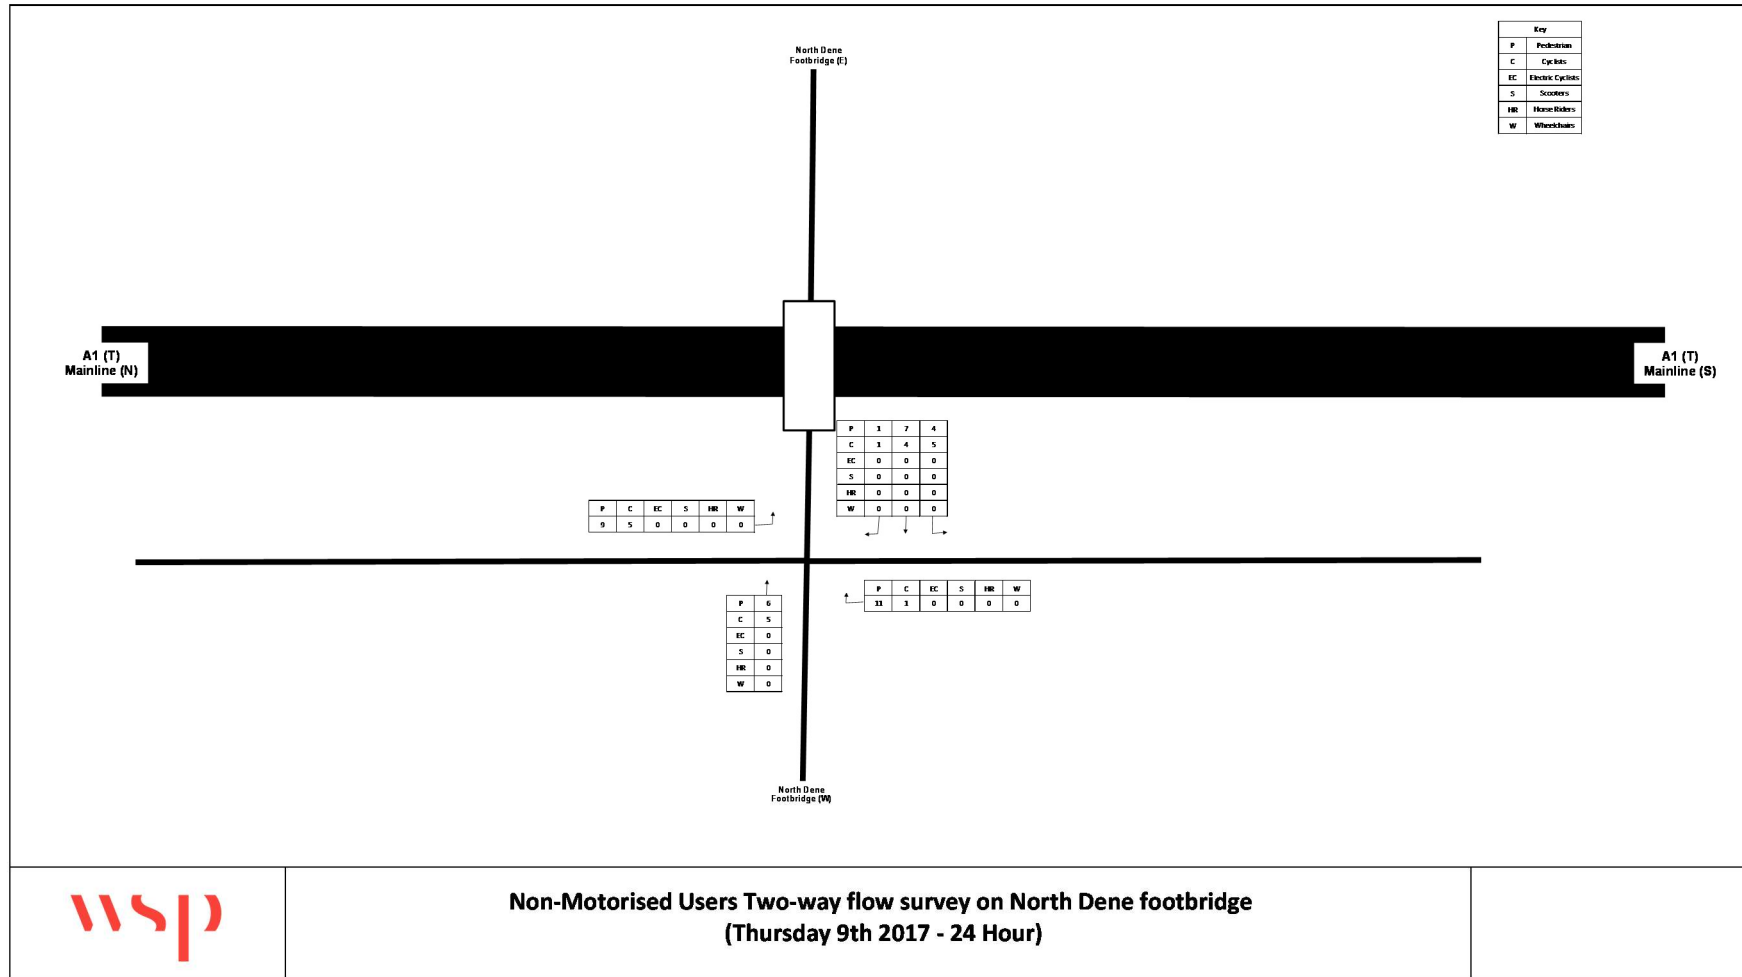 North Dene
Footbridge (E)
Key
P Pedestrian
C Cyclists
EC Electric Cyclists
S Scooters
HR Horse Riders
W Wheelchairs
A1 (T)
Mainline (N)
A1 (T)
Mainline (S)
P 1 7 4
C 1 4 5
EC 0 0 0
S 0 0 0
HR 0 0 0
W 0 0 0
P C EC S HR W
9 5 0 0 0 0
P C EC S HR W
11 1 0 0 0 0
P 6
C 5
EC 0
S 0
HR 0
W 0
North Dene
Footbridge (W)
wsp
Non-Motorised Users Two-way flow survey on North Dene footbridge
(Thursday 9th 2017 - 24 Hour)